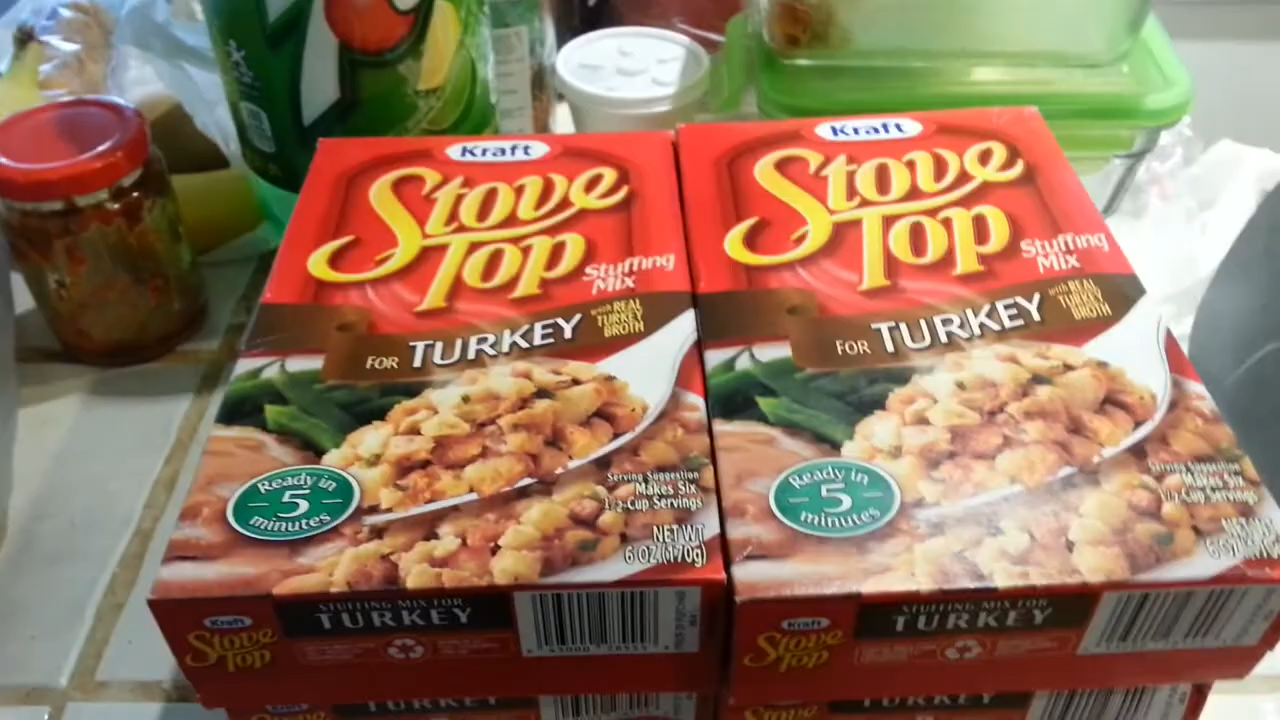 Kraft
Stove
Top
Stuffing
Mix
FOR TURKEY
with REAL
TURKEY
BROTH
Ready in
5
minutes
Serving Suggestion
Makes Six
1/2-Cup Servings
NET WT
6 OZ (170g)
Kraft
Stove
Top
STUFFING MIX FOR
TURKEY
Kraft
Stove
Top
Stuffing
Mix
FOR TURKEY
with REAL
TURKEY
BROTH
Ready in
5
minutes
Serving Suggestion
Makes Six
1/2-Cup Servings
Kraft
Stove
Top
STUFFING MIX FOR
TURKEY
TURKEY
TURKEY